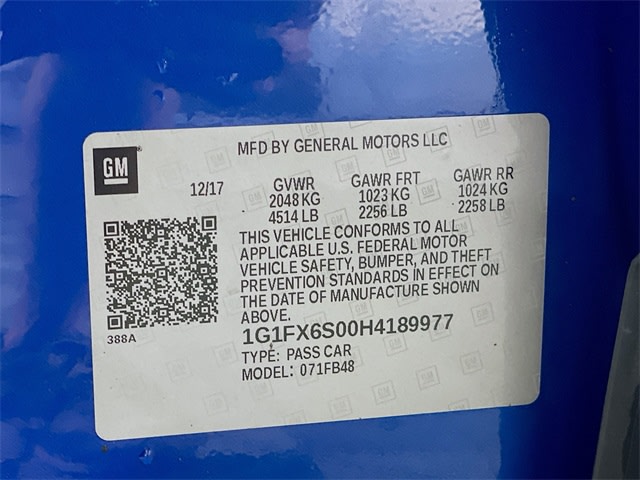 MFD BY GENERAL MOTORS LLC
GM
12/17 GVWR GAWR FRT GAWR RR
2048 KG 1023 KG 1024 KG
4514 LB 2256 LB 2258 LB
THIS VEHICLE CONFORMS TO ALL
APPLICABLE U.S. FEDERAL MOTOR
VEHICLE SAFETY, BUMPER, AND THEFT
PREVENTION STANDARDS IN EFFECT ON
THE DATE OF MANUFACTURE SHOWN
ABOVE.
388A
1G1FX6S00H4189977
TYPE: PASS CAR
MODEL: 071FB48